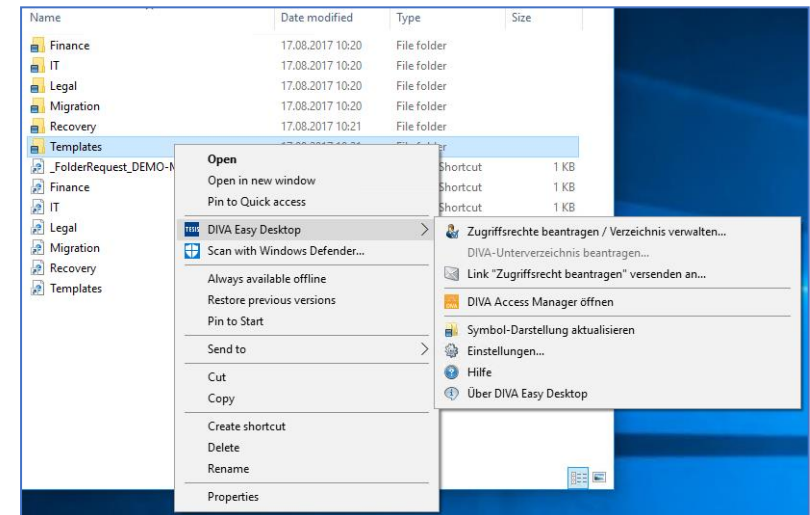 Name Date modified Type Size
Finance 17.08.2017 10:20 File folder
IT 17.08.2017 10:20 File folder
Legal 17.08.2017 10:20 File folder
Migration 17.08.2017 10:20 File folder
Recovery 17.08.2017 10:21 File folder
Templates
_FolderRequest_DEMO- Shortcut 1 KB
Finance Shortcut 1 KB
IT Shortcut 1 KB
Legal
Migration
Recovery
Templates
Open
Open in new window
Pin to Quick access
TESIS DIVA Easy Desktop
Scan with Windows Defender...
Always available offline
Restore previous versions
Pin to Start
Send to
Cut
Copy
Create shortcut
Delete
Rename
Properties
Zugriffsrechte beantragen / Verzeichnis verwalten...
DIVA-Unterverzeichnis beantragen...
Link "Zugriffsrecht beantragen" versenden an...
DIVA Access Manager öffnen
Symbol-Darstellung aktualisieren
Einstellungen...
Hilfe
Über DIVA Easy Desktop